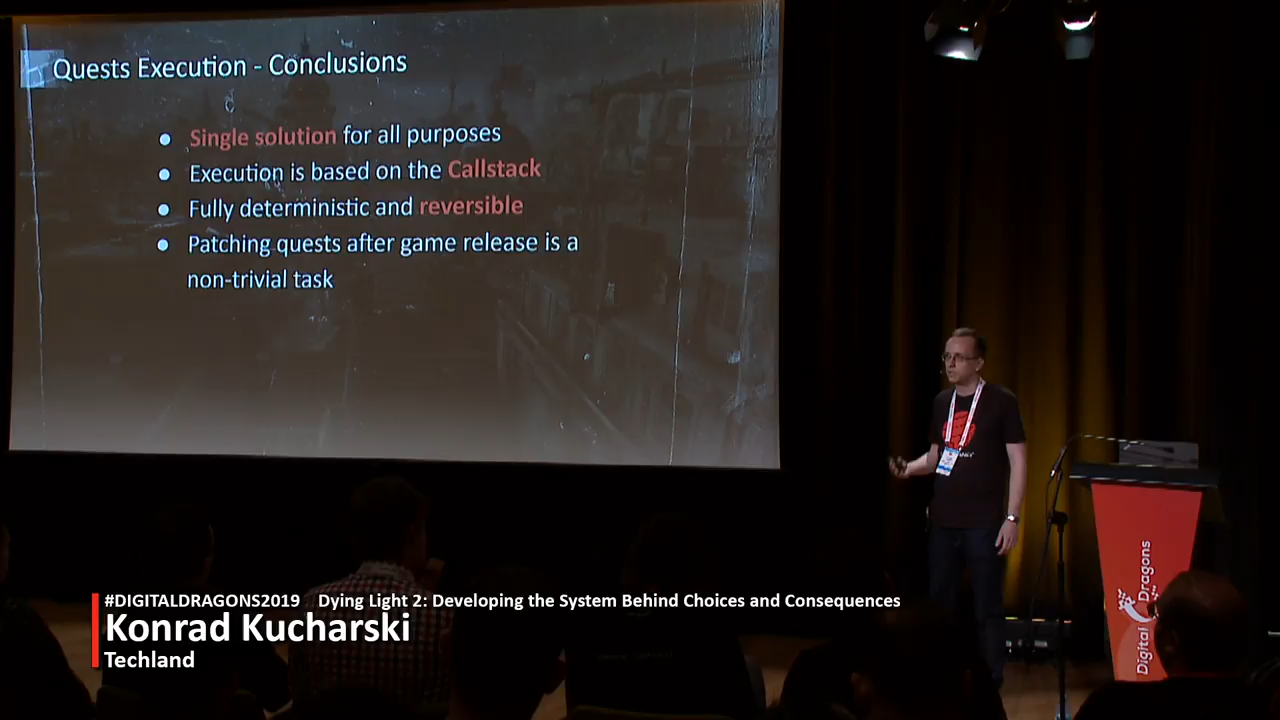 Quests Execution - Conclusions
● Single solution for all purposes
● Execution is based on the Callstack
● Fully deterministic and reversible
● Patching quests after game release is a
non-trivial task
#DIGITALDRAGONS2019 Dying Light 2: Developing the System Behind Choices and Consequences
Konrad Kucharski
Techland
Digital Dragons